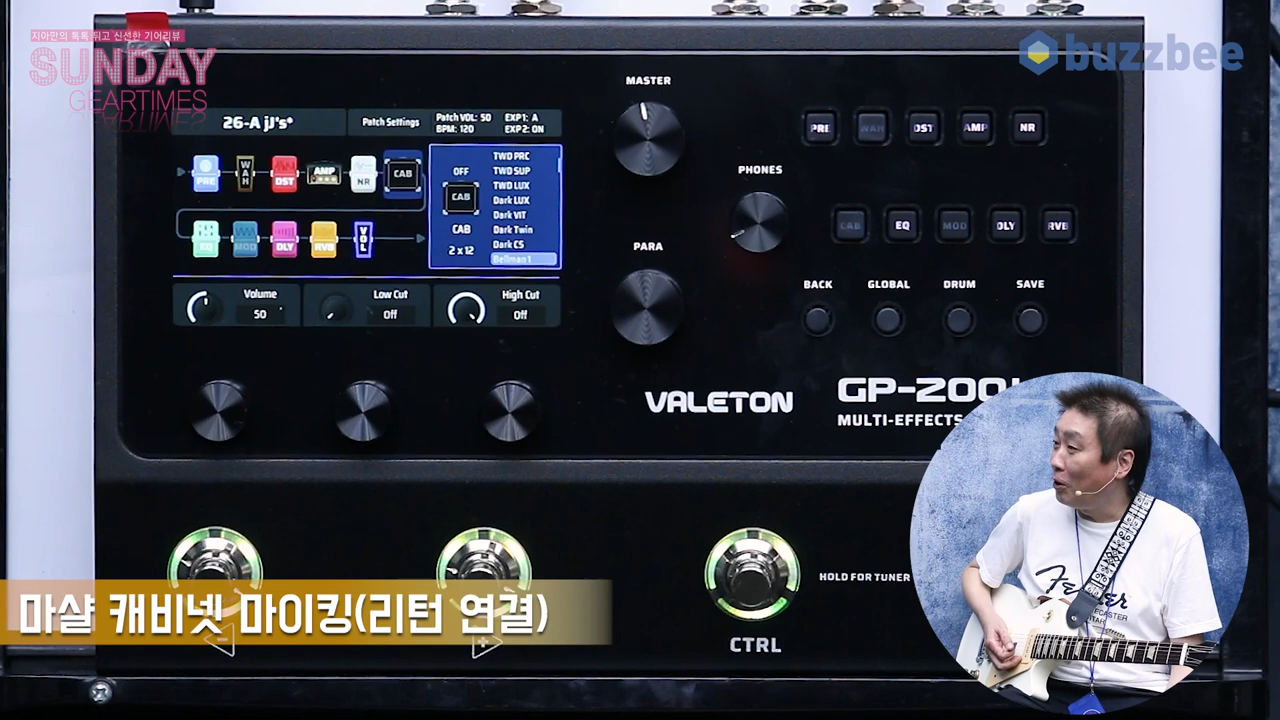 지아만의 톡톡 튀고 신선한 기어리뷰
SUNDAY
GEARTIMES
buzzbee
26-A jJ's*
Patch Settings
Patch VOL: 50 EXP 1: A
BPM: 120 EXP 2: ON
PRE WAH DST AMP NR CAB
EQ MOD DLY RVB VOL
OFF
CAB
CAB
2 x 12
TWD PRC
TWD SUP
TWD LUX
Dark LUX
Dark VIT
Dark Twin
Dark CS
Bellman 1
Volume
50
Low Cut
Off
High Cut
Off
MASTER
PHONES
PARA
PRE WAH DST AMP NR
CAB EQ MOD DLY RVB
BACK GLOBAL DRUM SAVE
VALETON
GP-200
MULTI-EFFECTS
HOLD FOR TUNER
CTRL
- +
마샬 캐비넷 마이킹(리턴 연결)
Fender